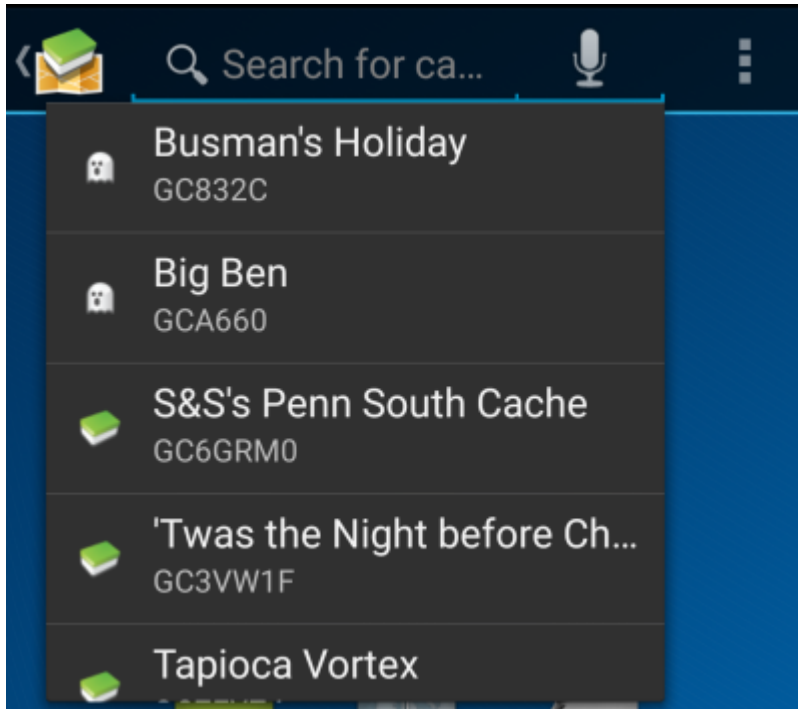 Search for ca...
Busman's Holiday
GC832C
Big Ben
GCA660
S&S's Penn South Cache
GC6GRM0
'Twas the Night before Ch...
GC3VW1F
Tapioca Vortex